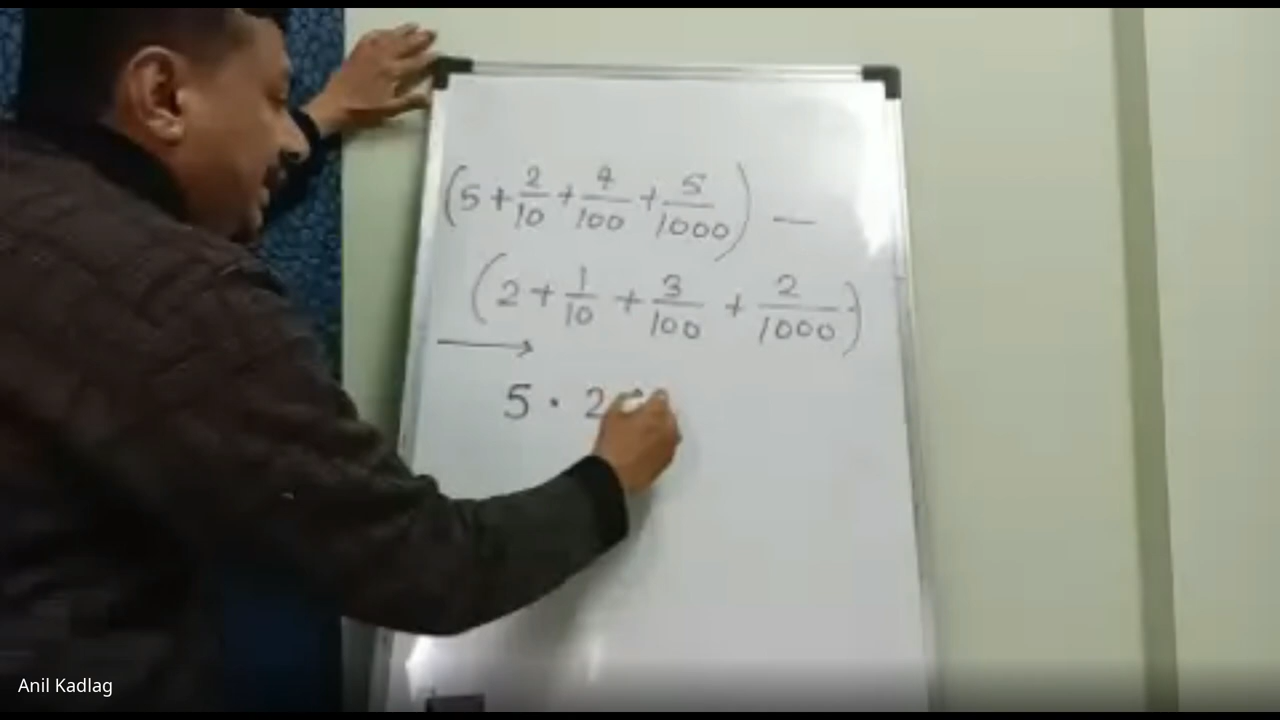 (5 + 2/10 + 4/100 + 5/1000) —
(2 + 1/10 + 3/100 + 2/1000)
→
5 . 2
Anil Kadlag